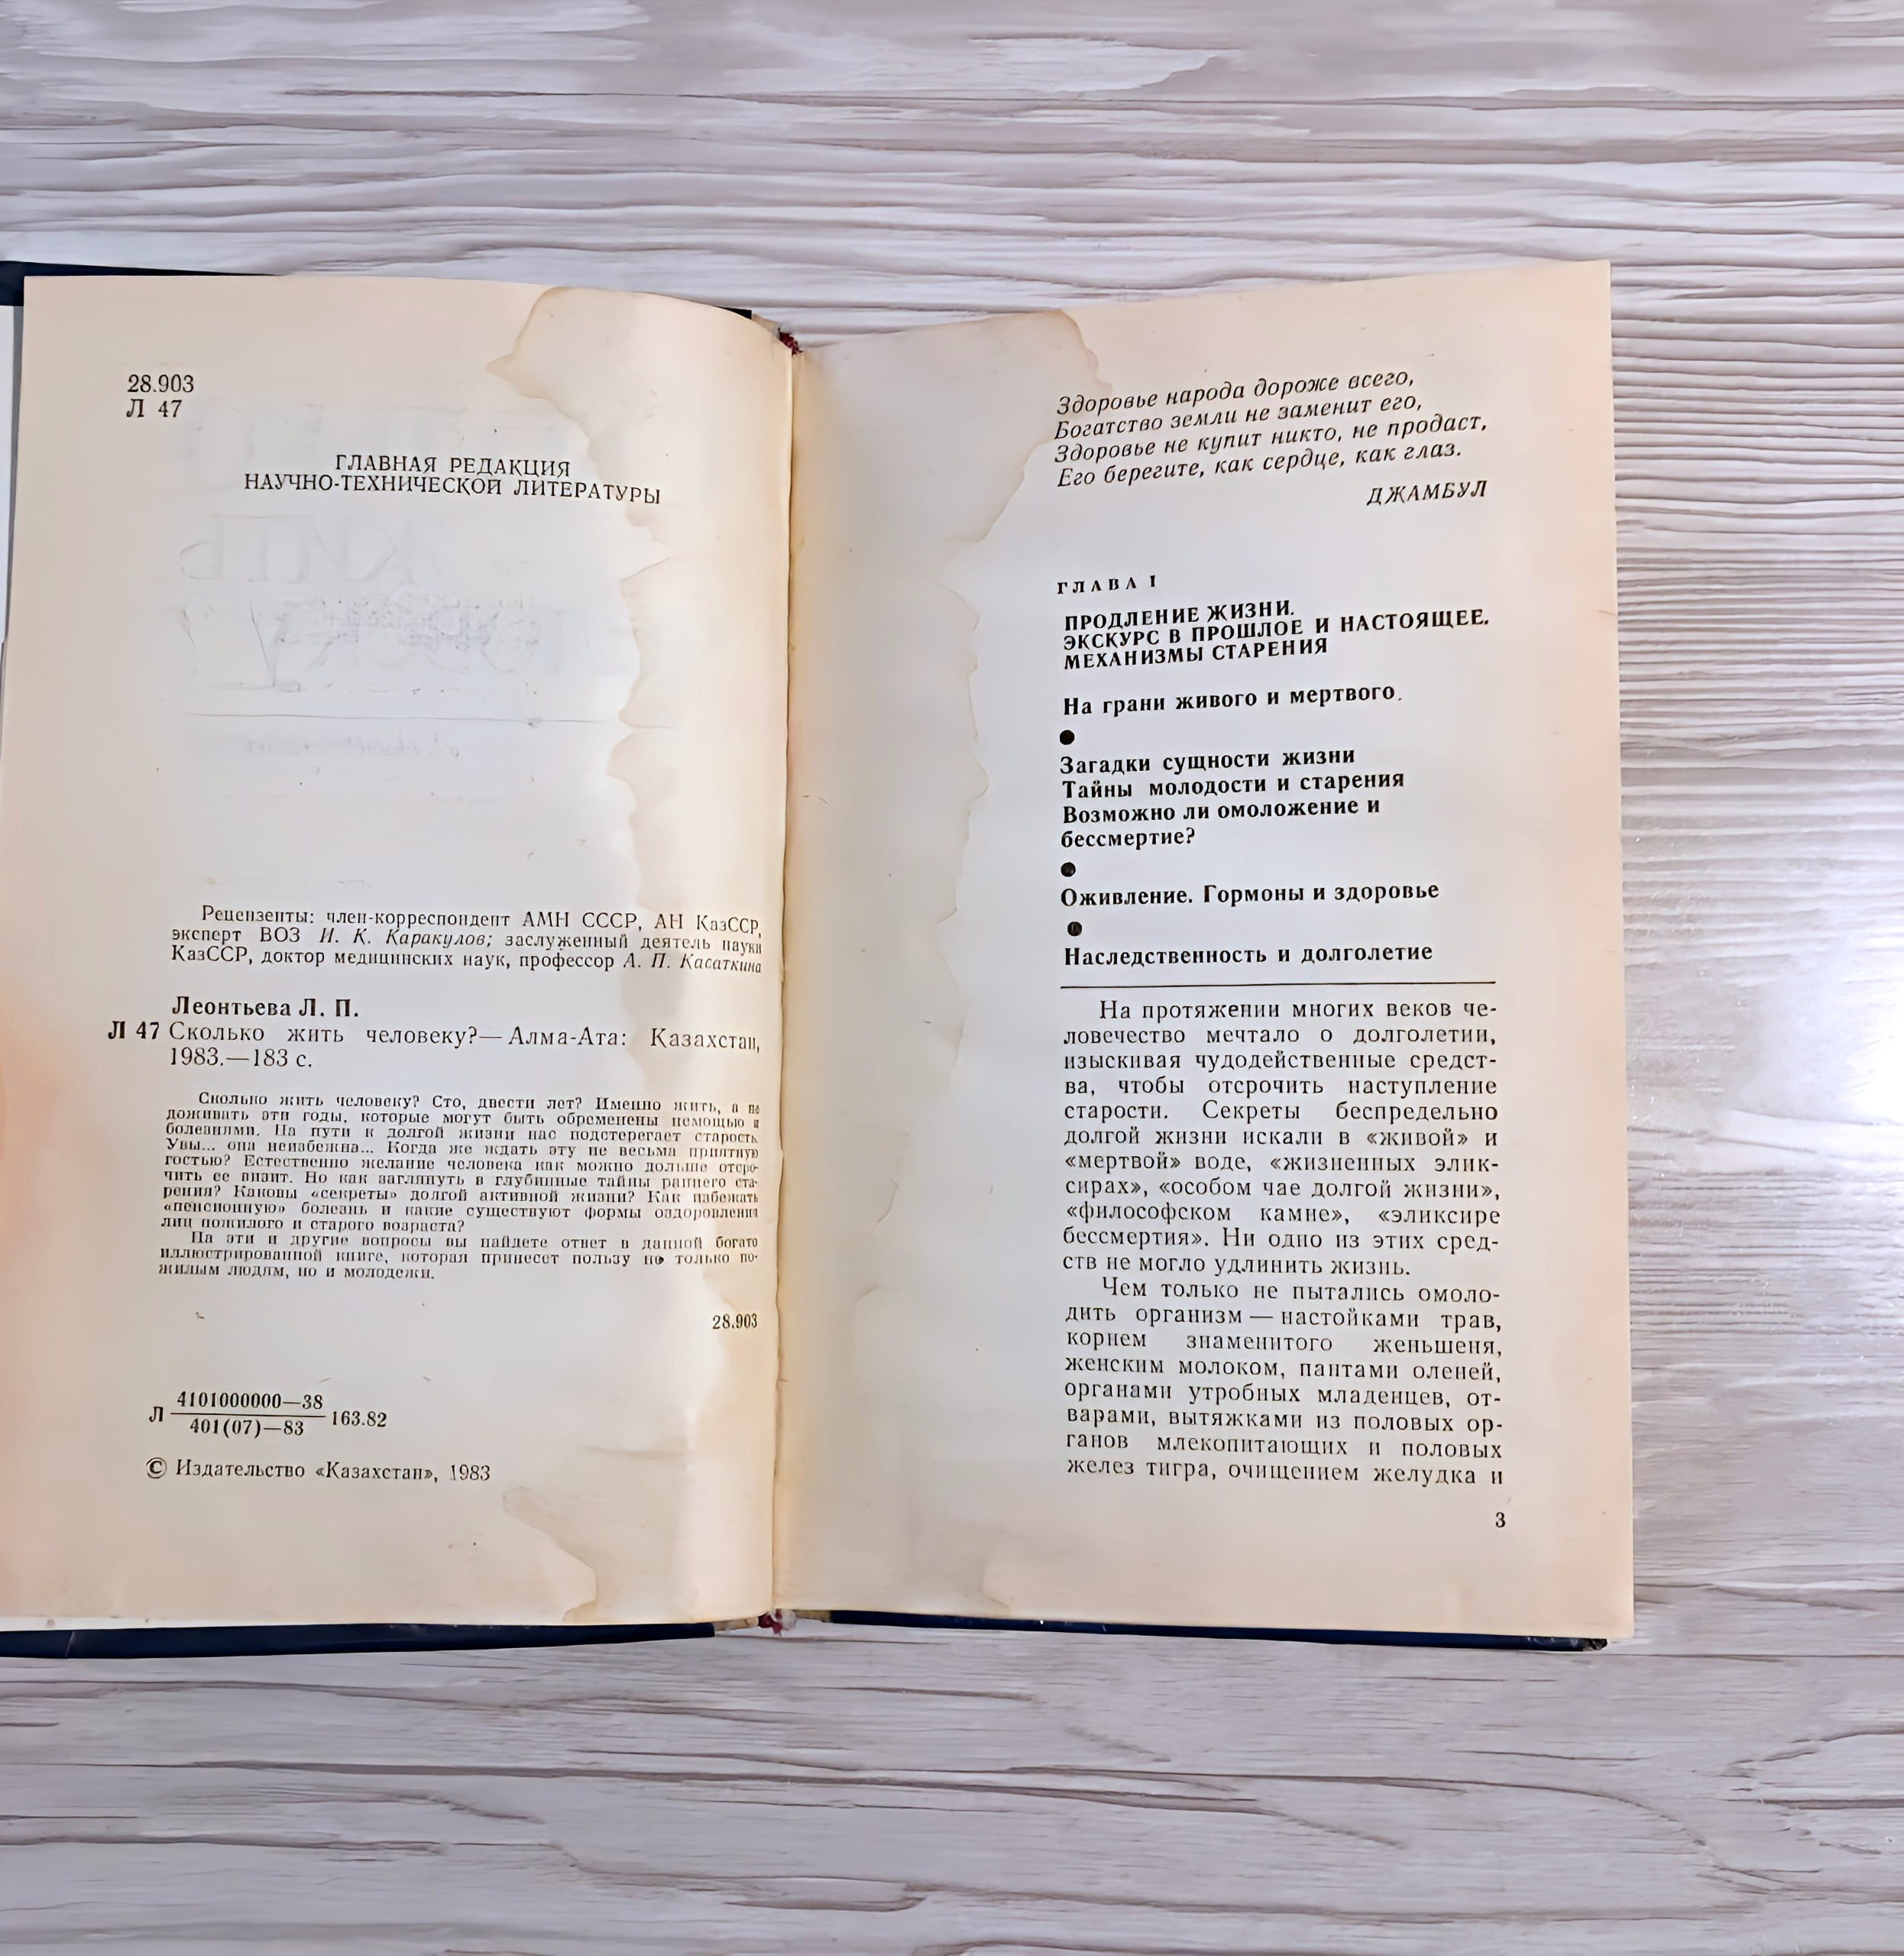 28.903
Л 47
ГЛАВНАЯ РЕДАКЦИЯ
НАУЧНО-ТЕХНИЧЕСКОЙ ЛИТЕРАТУРЫ
Рецензенты: член-корреспондент АМН СССР, АН КазССР,
эксперт ВОЗ И. К. Каракулов; заслуженный деятель науки
КазССР, доктор медицинских наук, профессор А. П. Касаткина
Леонтьева Л. П.
Л 47 Сколько жить человеку?— Алма-Ата: Казахстан,
1983.—183 с.
Сколько жить человеку? Сто, двести лет? Именно жить, а не
доживать эти годы, которые могут быть обременены немощью и
болезнями. На пути к долгой жизни нас подстерегает старость
Увы... она неизбежна... Когда же ждать эту не весьма приятную
гостью? Естественно желание человека как можно дольше отсро-
чить ее визит. Но как заглянуть в глубинные тайны раннего ста-
рения? Каковы «секреты» долгой активной жизни? Как избежать
«пенсионную» болезнь и какие существуют формы оздоровления
лиц пожилого и старого возраста?
На эти и другие вопросы вы найдете ответ в данной богато
иллюстрированной книге, которая принесет пользу не только по-
жилым людям, но и молодежи.
28.903
Л 4101000000—38
401(07)—83 163.82
© Издательство «Казахстан», 1983
Здоровье народа дороже всего,
Богатство земли не заменит его,
Здоровье не купит никто, не продаст,
Его берегите, как сердце, как глаз.
ДЖАМБУЛ
ГЛАВА I
ПРОДЛЕНИЕ ЖИЗНИ.
ЭКСКУРС В ПРОШЛОЕ И НАСТОЯЩЕЕ.
МЕХАНИЗМЫ СТАРЕНИЯ
На грани живого и мертвого.
●
Загадки сущности жизни
Тайны молодости и старения
Возможно ли омоложение и
бессмертие?
●
Оживление. Гормоны и здоровье
●
Наследственность и долголетие
На протяжении многих веков че-
ловечество мечтало о долголетии,
изыскивая чудодейственные средст-
ва, чтобы отсрочить наступление
старости. Секреты беспредельно
долгой жизни искали в «живой» и
«мертвой» воде, «жизненных элик-
сирах», «особом чае долгой жизни»,
«философском камне», «эликсире
бессмертия». Ни одно из этих сред-
ств не могло удлинить жизнь.
Чем только не пытались омоло-
дить организм — настойками трав,
корнем знаменитого женьшеня,
женским молоком, пантами оленей,
органами утробных младенцев, от-
варами, вытяжками из половых ор-
ганов млекопитающих и половых
желез тигра, очищением желудка и
3